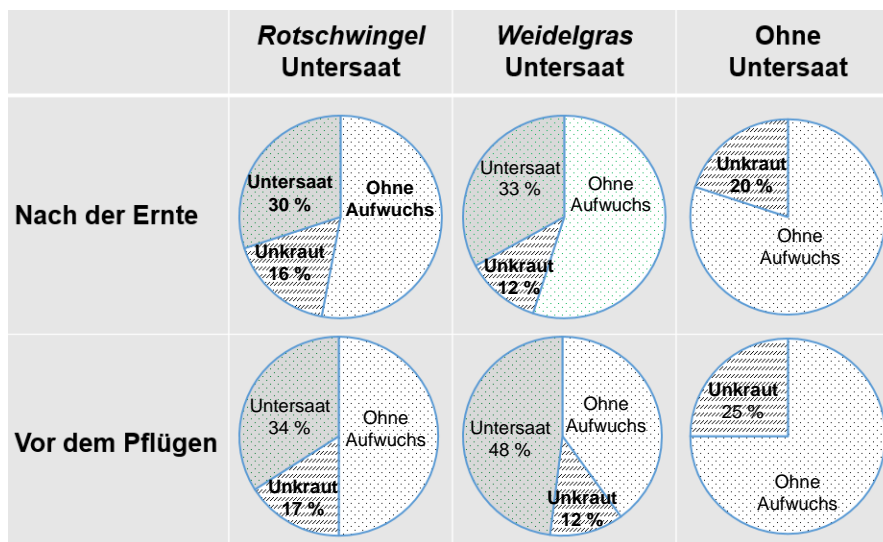 Rotschwingel
Untersaat
Weidelgras
Untersaat
Ohne
Untersaat
Nach der Ernte
Untersaat
30 %
Ohne
Aufwuchs
Unkraut
16 %
Untersaat
33 %
Ohne
Aufwuchs
Unkraut
12 %
Unkraut
20 %
Ohne
Aufwuchs
Vor dem Pflügen
Untersaat
34 %
Ohne
Aufwuchs
Unkraut
17 %
Untersaat
48 %
Ohne
Aufwuchs
Unkraut
12 %
Unkraut
25 %
Ohne
Aufwuchs